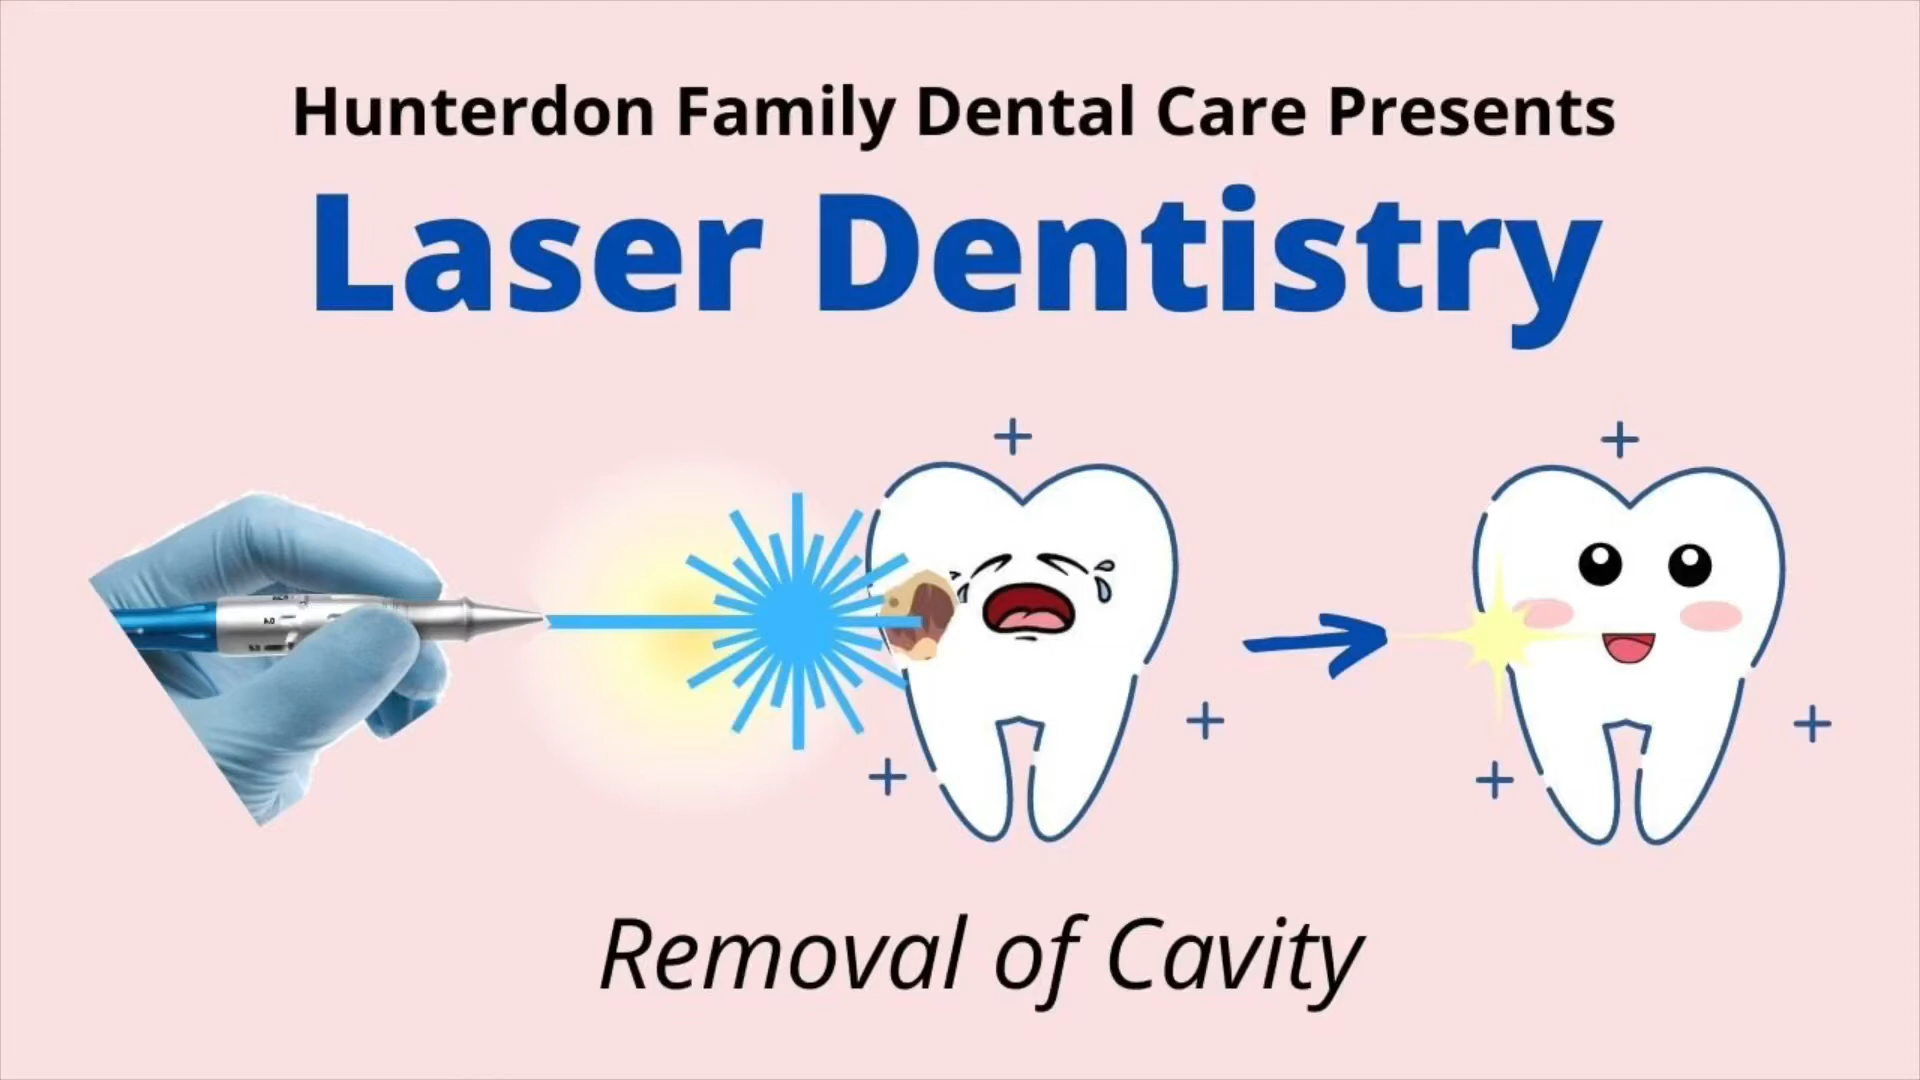 Hunterdon Family Dental Care Presents
Laser Dentistry
Removal of Cavity